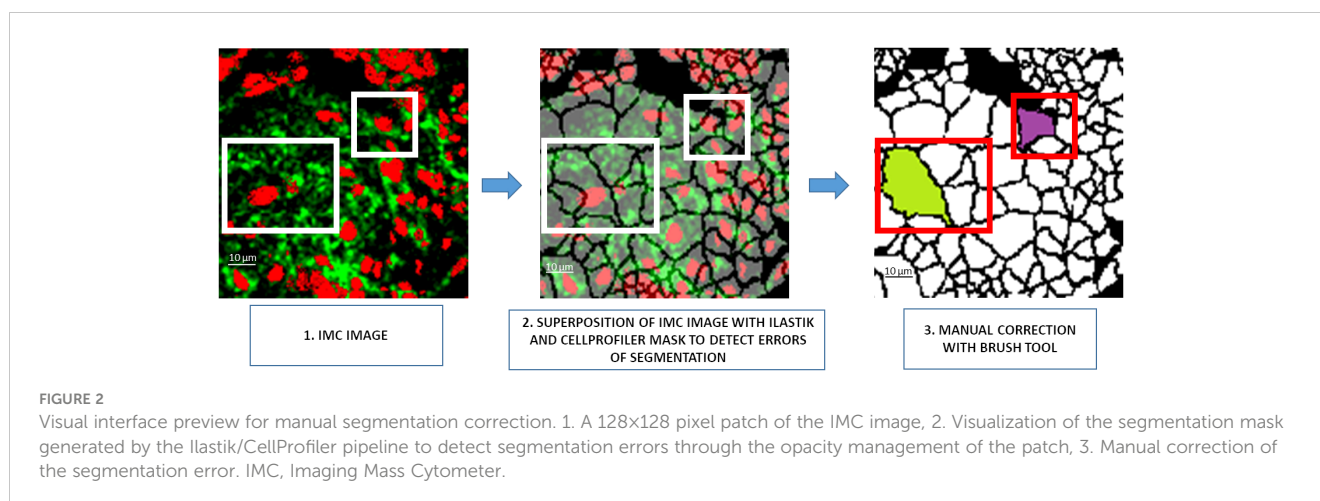 10 µm
10 µm
10 µm
1. IMC IMAGE
2. SUPERPOSITION OF IMC IMAGE WITH ILASTIK
AND CELLPROFILER MASK TO DETECT ERRORS
OF SEGMENTATION
3. MANUAL CORRECTION
WITH BRUSH TOOL
FIGURE 2
Visual interface preview for manual segmentation correction. 1. A 128×128 pixel patch of the IMC image, 2. Visualization of the segmentation mask
generated by the Ilastik/CellProfiler pipeline to detect segmentation errors through the opacity management of the patch, 3. Manual correction of
the segmentation error. IMC, Imaging Mass Cytometer.